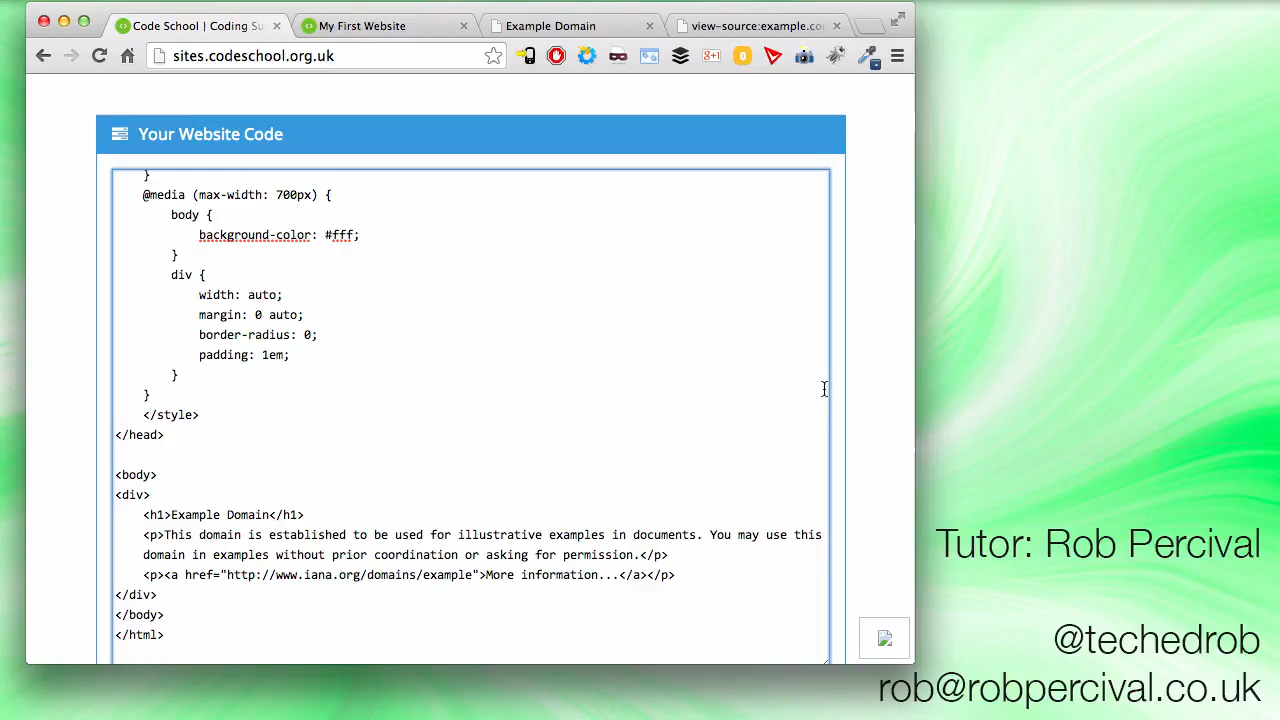 Code School | Coding Su
My First Website
Example Domain
view-source:example.co
sites.codeschool.org.uk
Your Website Code
}
@media (max-width: 700px) {
body {
background-color: #fff;
}
div {
width: auto;
margin: 0 auto;
border-radius: 0;
padding: 1em;
}
}
</style>
</head>
<body>
<div>
<h1>Example Domain</h1>
<p>This domain is established to be used for illustrative examples in documents. You may use this
domain in examples without prior coordination or asking for permission.</p>
<p><a href="http://www.iana.org/domains/example">More information...</a></p>
</div>
</body>
</html>
Tutor: Rob Percival
@techedrob
rob@robpercival.co.uk